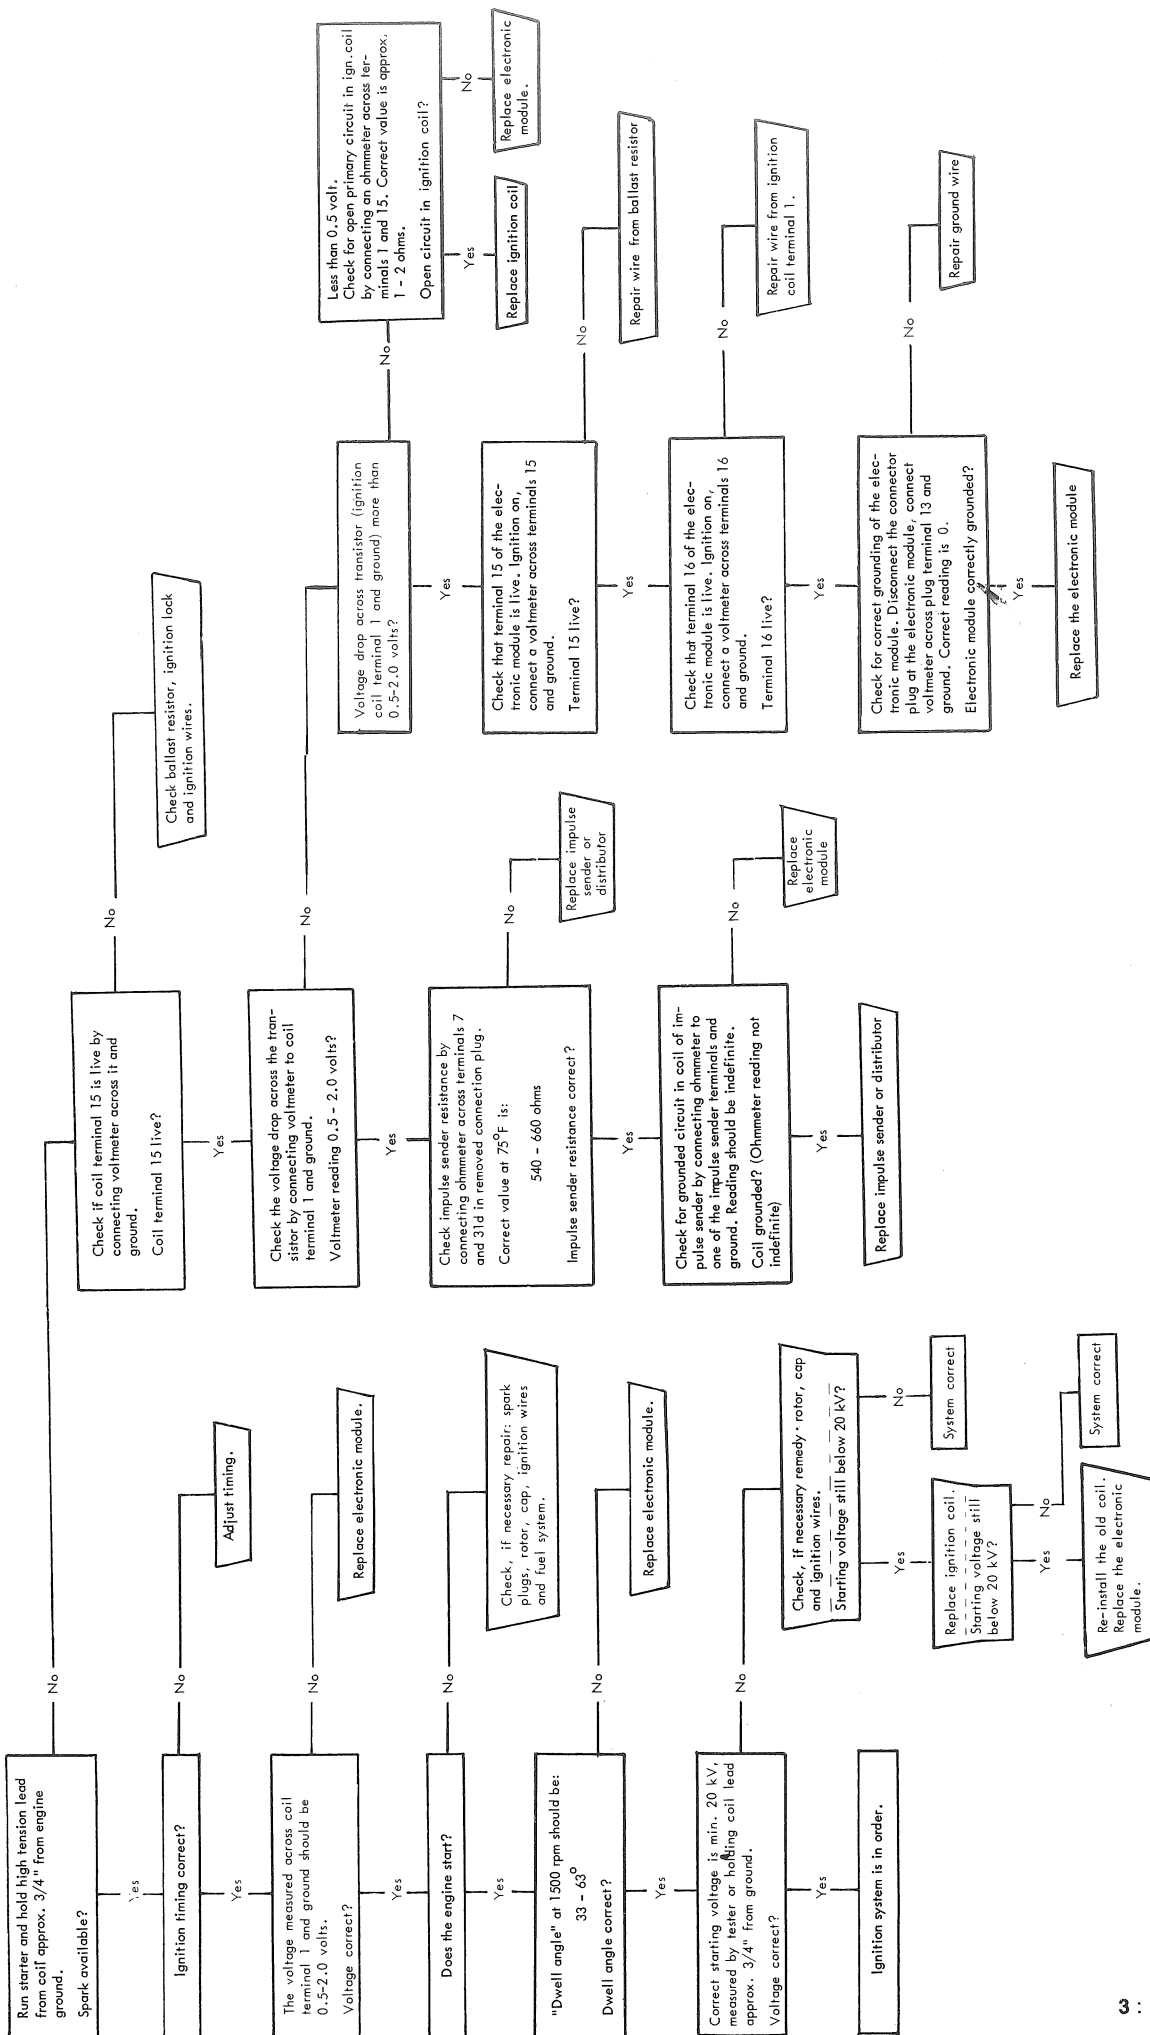 Run starter and hold high tension lead
from coil approx. 3/4" from engine
ground.
Spark available?
No
Yes
Ignition timing correct?
No
Adjust timing.
Yes
The voltage measured across coil
terminal 1 and ground should be
0.5-2.0 volts.
Voltage correct?
No
Replace electronic module.
Yes
Does the engine start?
No
Check, if necessary repair: spark
plugs, rotor, cap, ignition wires
and fuel system.
Yes
"Dwell angle" at 1500 rpm should be:
33 - 63°
Dwell angle correct?
No
Replace electronic module.
Yes
Correct starting voltage is min. 20 kV,
measured by tester or holding coil lead
approx. 3/4" from ground.
Voltage correct?
No
Check, if necessary remedy · rotor, cap
and ignition wires.
Starting voltage still below 20 kV?
No
System correct
Yes
Replace ignition coil.
Starting voltage still
below 20 kV?
No
System correct
Yes
Re-install the old coil.
Replace the electronic
module.
Yes
Ignition system is in order.
Check if coil terminal 15 is live by
connecting voltmeter across it and
ground.
Coil terminal 15 live?
No
Check ballast resistor, ignition lock
and ignition wires.
Yes
Check the voltage drop across the tran-
sistor by connecting voltmeter to coil
terminal 1 and ground.
Voltmeter reading 0.5 - 2.0 volts?
No
Yes
Check impulse sender resistance by
connecting ohmmeter across terminals 7
and 31d in removed connection plug.
Correct value at 75°F is:
540 - 660 ohms
Impulse sender resistance correct?
No
Replace impulse
sender or
distributor
Yes
Check for grounded circuit in coil of im-
pulse sender by connecting ohmmeter to
one of the impulse sender terminals and
ground. Reading should be indefinite.
Coil grounded? (Ohmmeter reading not
indefinite)
No
Replace
electronic
module
Yes
Replace impulse sender or distributor
Voltage drop across transistor (ignition
coil terminal 1 and ground) more than
0.5-2.0 volts?
No
Less than 0.5 volt.
Check for open primary circuit in ign. coil
by connecting an ohmmeter across ter-
minals 1 and 15. Correct value is approx.
1 - 2 ohms.
Open circuit in ignition coil?
No
Replace electronic
module.
Yes
Replace ignition coil
Yes
Check that terminal 15 of the elec-
tronic module is live. Ignition on,
connect a voltmeter across terminals 15
and ground.
Terminal 15 live?
No
Repair wire from ballast resistor
Yes
Check that terminal 16 of the elec-
tronic module is live. Ignition on,
connect a voltmeter across terminals 16
and ground.
Terminal 16 live?
No
Repair wire from ignition
coil terminal 1.
Yes
Check for correct grounding of the elec-
tronic module. Disconnect the connector
plug at the electronic module, connect
voltmeter across plug terminal 13 and
ground. Correct reading is 0.
Electronic module correctly grounded?
No
Repair ground wire
Yes
Replace the electronic module
3 :